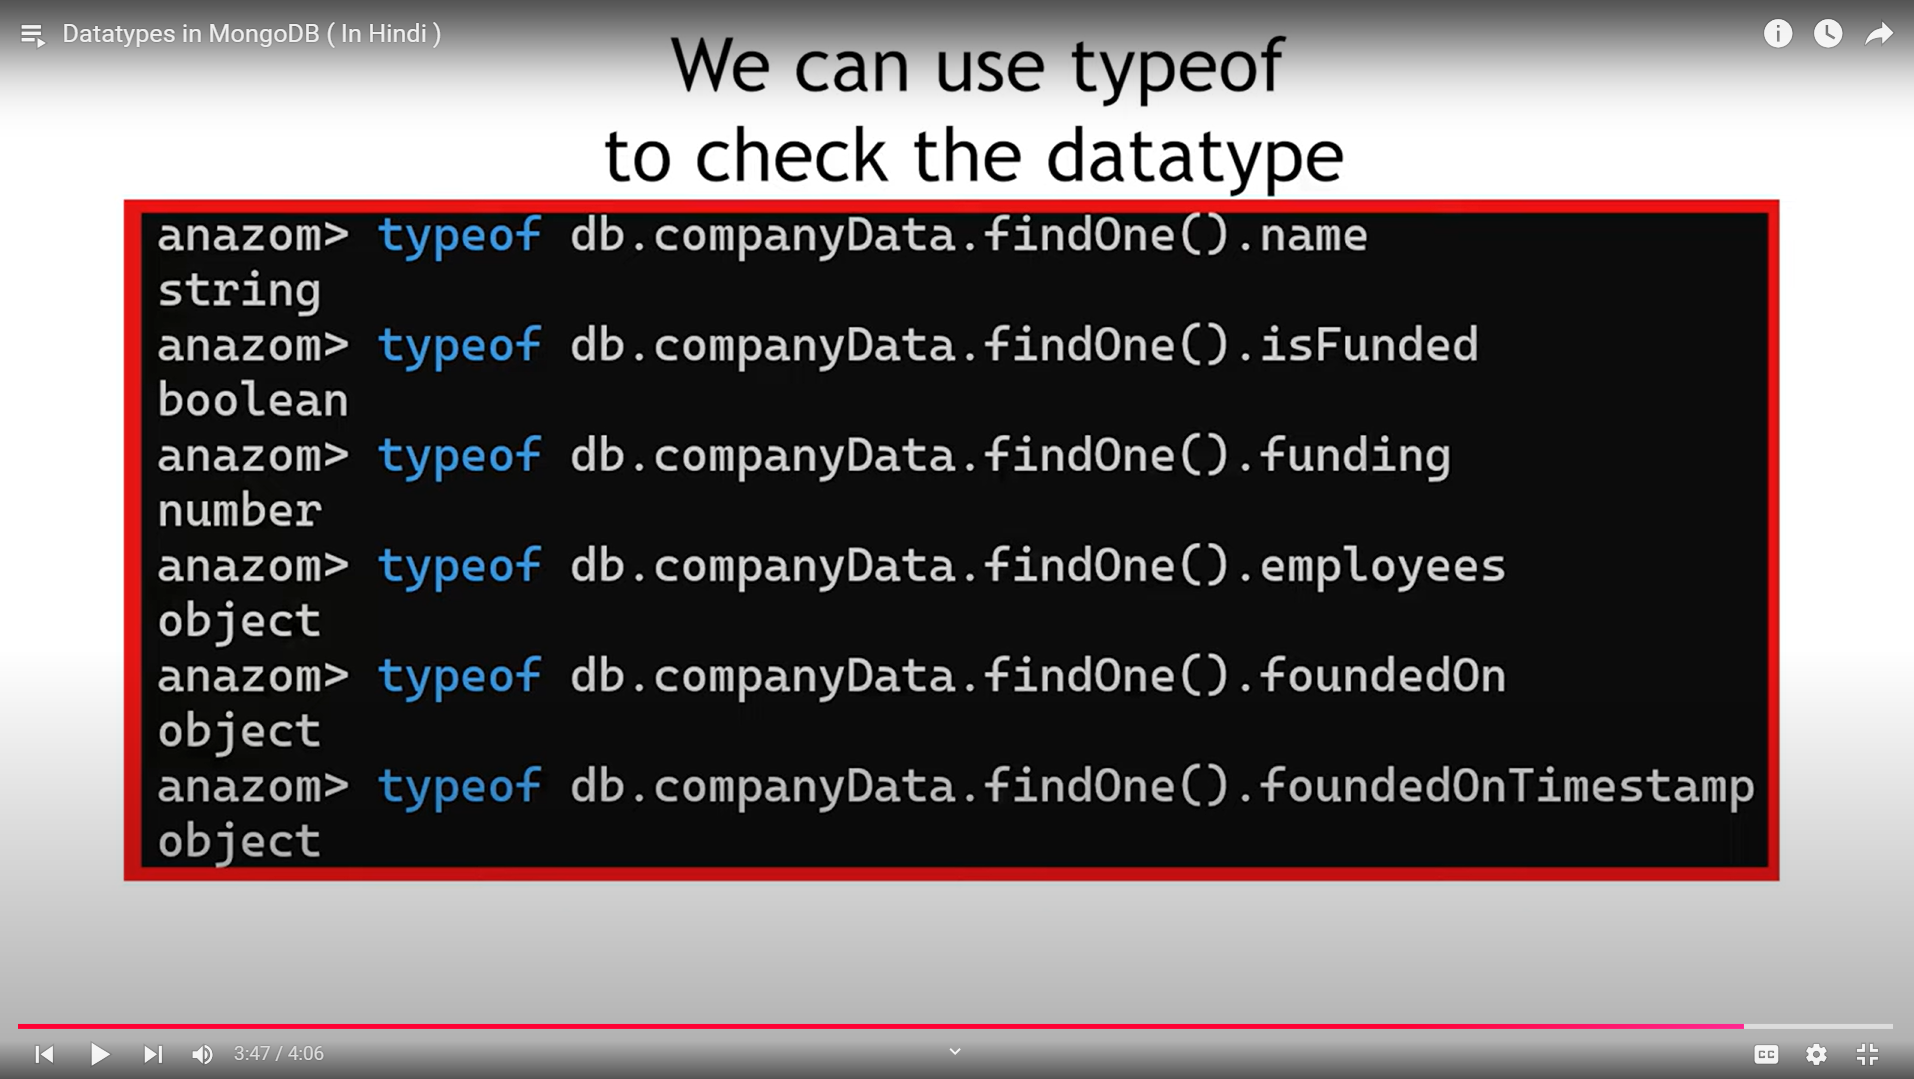 Datatypes in MongoDB ( In Hindi )
We can use typeof
to check the datatype
anazom> typeof db.companyData.findOne().name
string
anazom> typeof db.companyData.findOne().isFunded
boolean
anazom> typeof db.companyData.findOne().funding
number
anazom> typeof db.companyData.findOne().employees
object
anazom> typeof db.companyData.findOne().foundedOn
object
anazom> typeof db.companyData.findOne().foundedOnTimestamp
object
3:47 / 4:06
CC